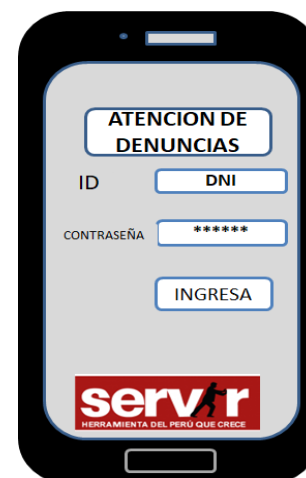 ATENCION DE
DENUNCIAS
ID
DNI
CONTRASEÑA
******
INGRESA
servir
HERRAMIENTA DEL PERÚ QUE CRECE